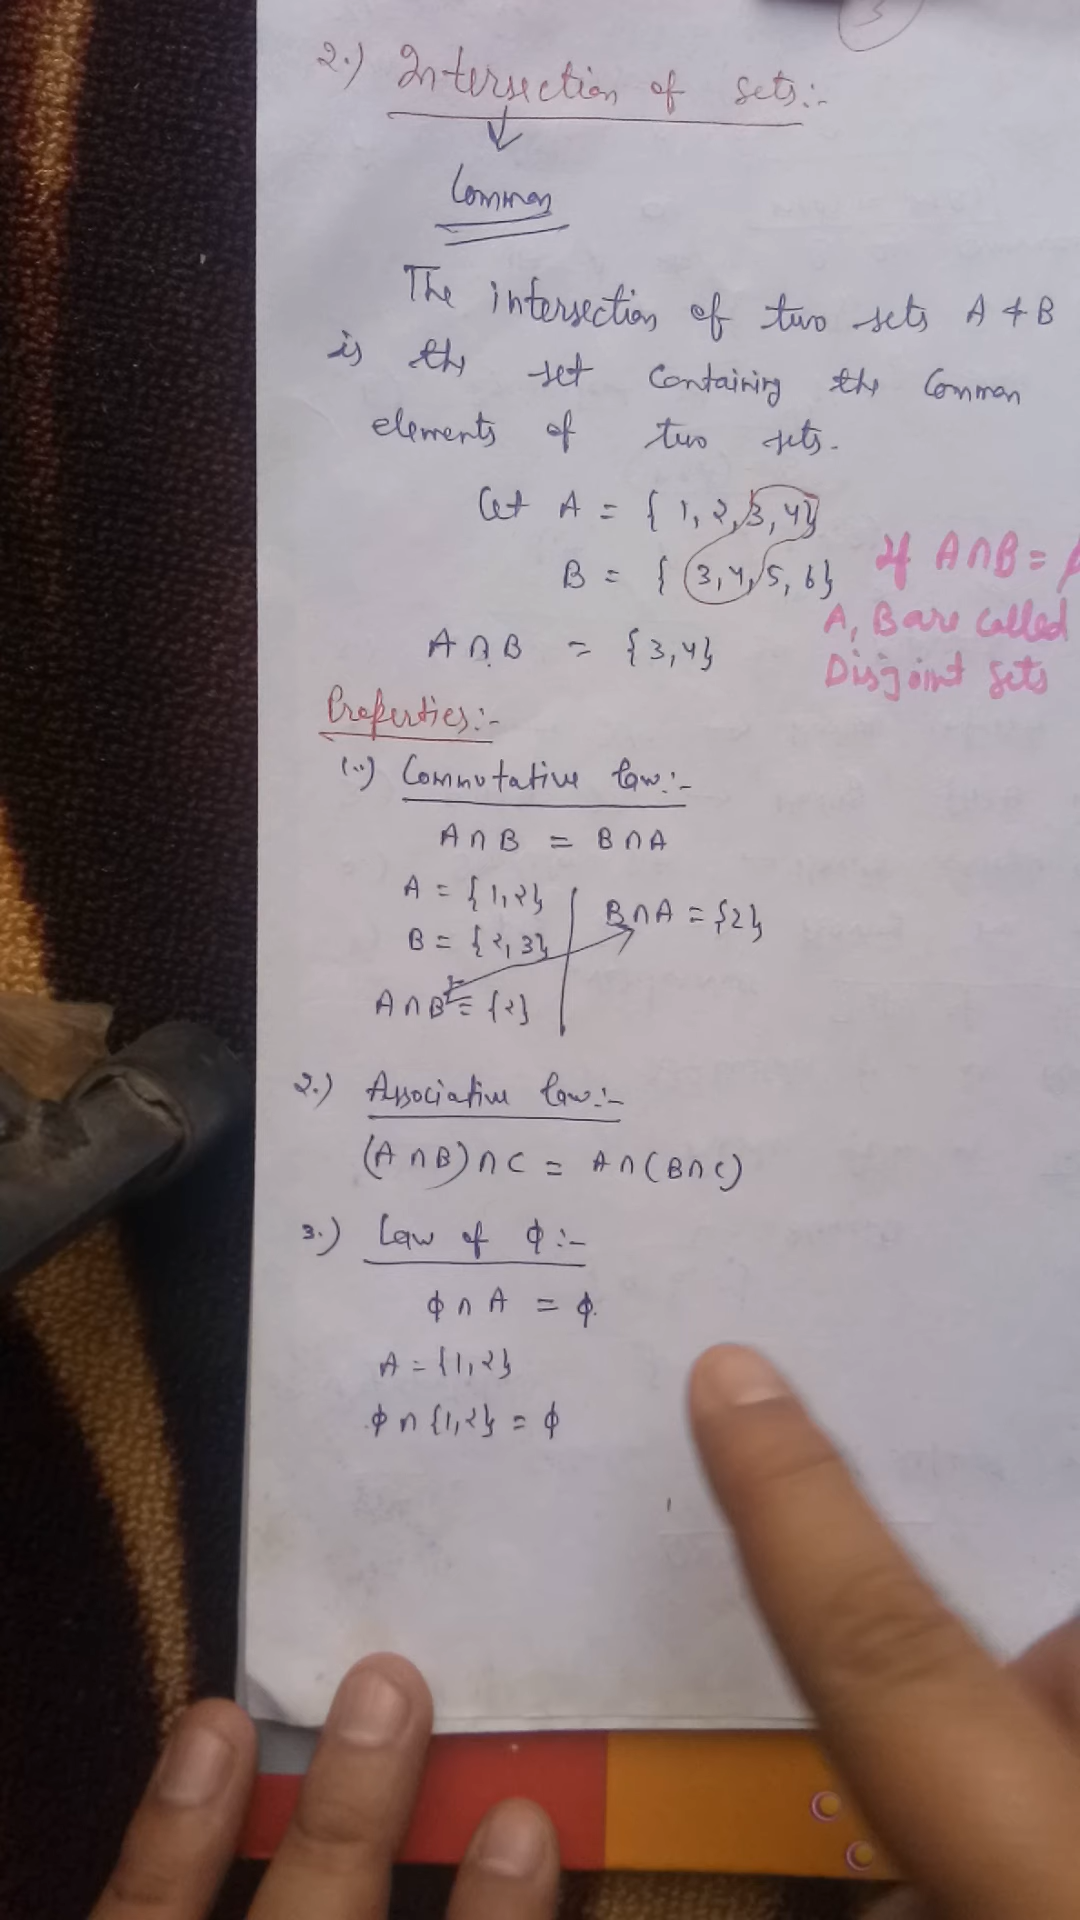 3
2.) Intersection of sets:-
Common
The intersection of two sets A & B
is the set containing the common
elements of two sets.
Let A = { 1, 2, 3, 4}
B = { 3, 4, 5, 6}
If A∩B = ϕ
A, B are called
Disjoint sets
A∩B = {3,4}
Properties:-
1.) Commutative law:-
A∩B = B∩A
A = {1,2}
B = {2,3}
A∩B = {2}
B∩A = {2}
2.) Associative law:-
(A∩B)∩C = A∩(B∩C)
3.) Law of ϕ:-
ϕ∩A = ϕ.
A = {1,2}
ϕ∩{1,2} = ϕ